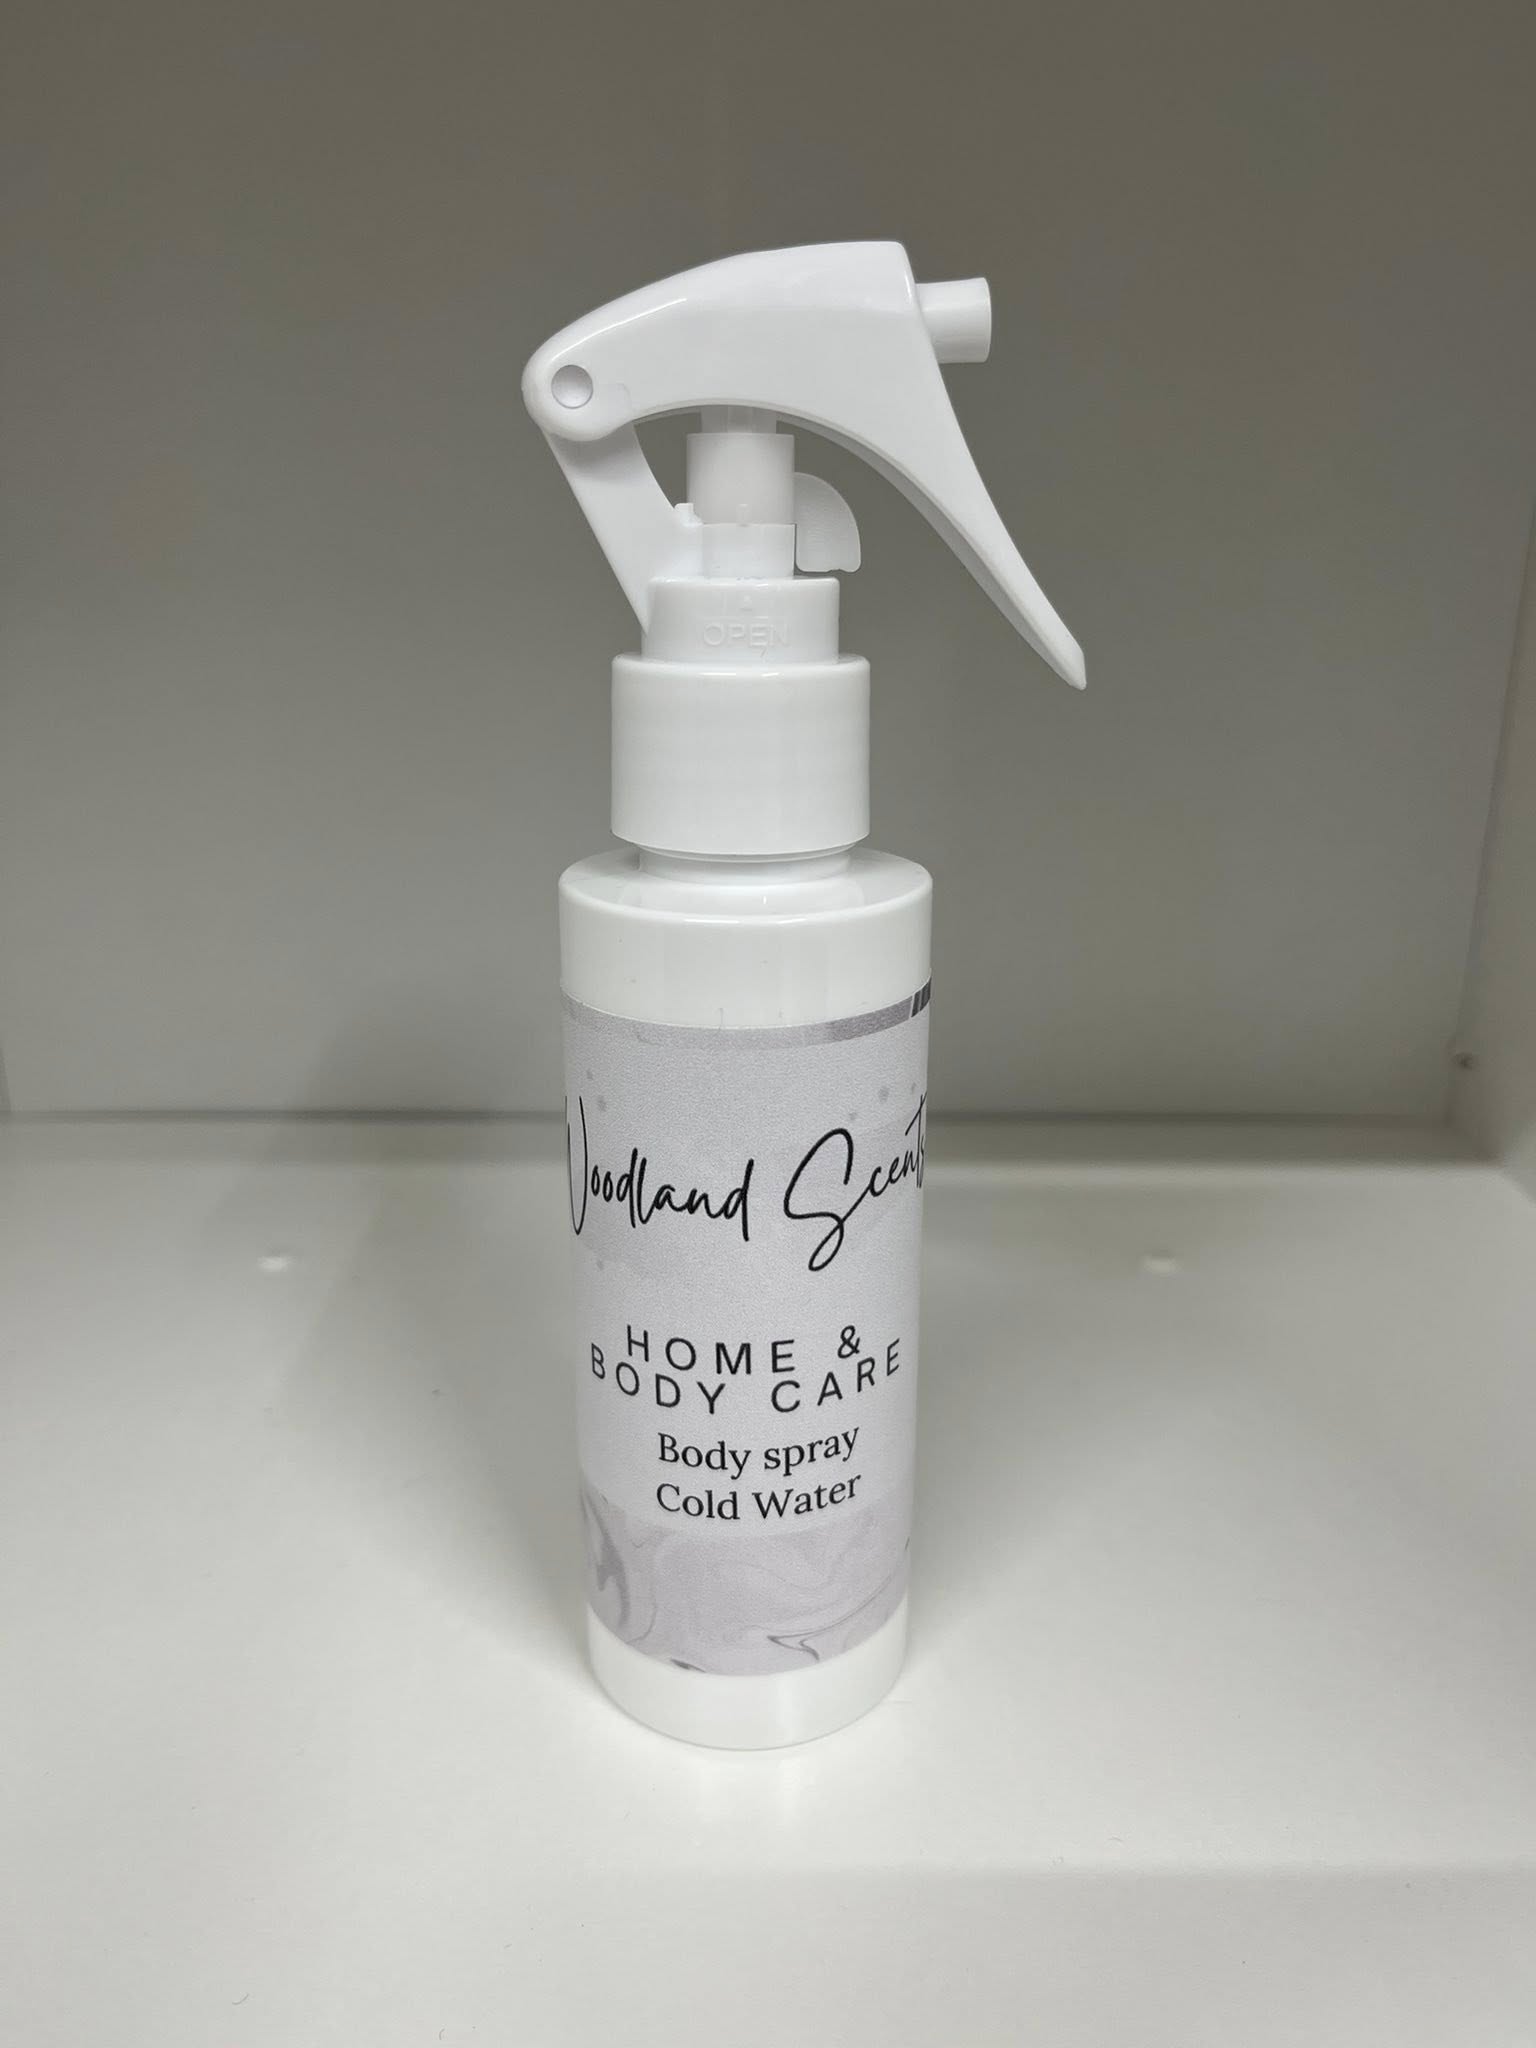 OPEN
Woodland Scents
HOME &
BODY CARE
Body spray
Cold Water